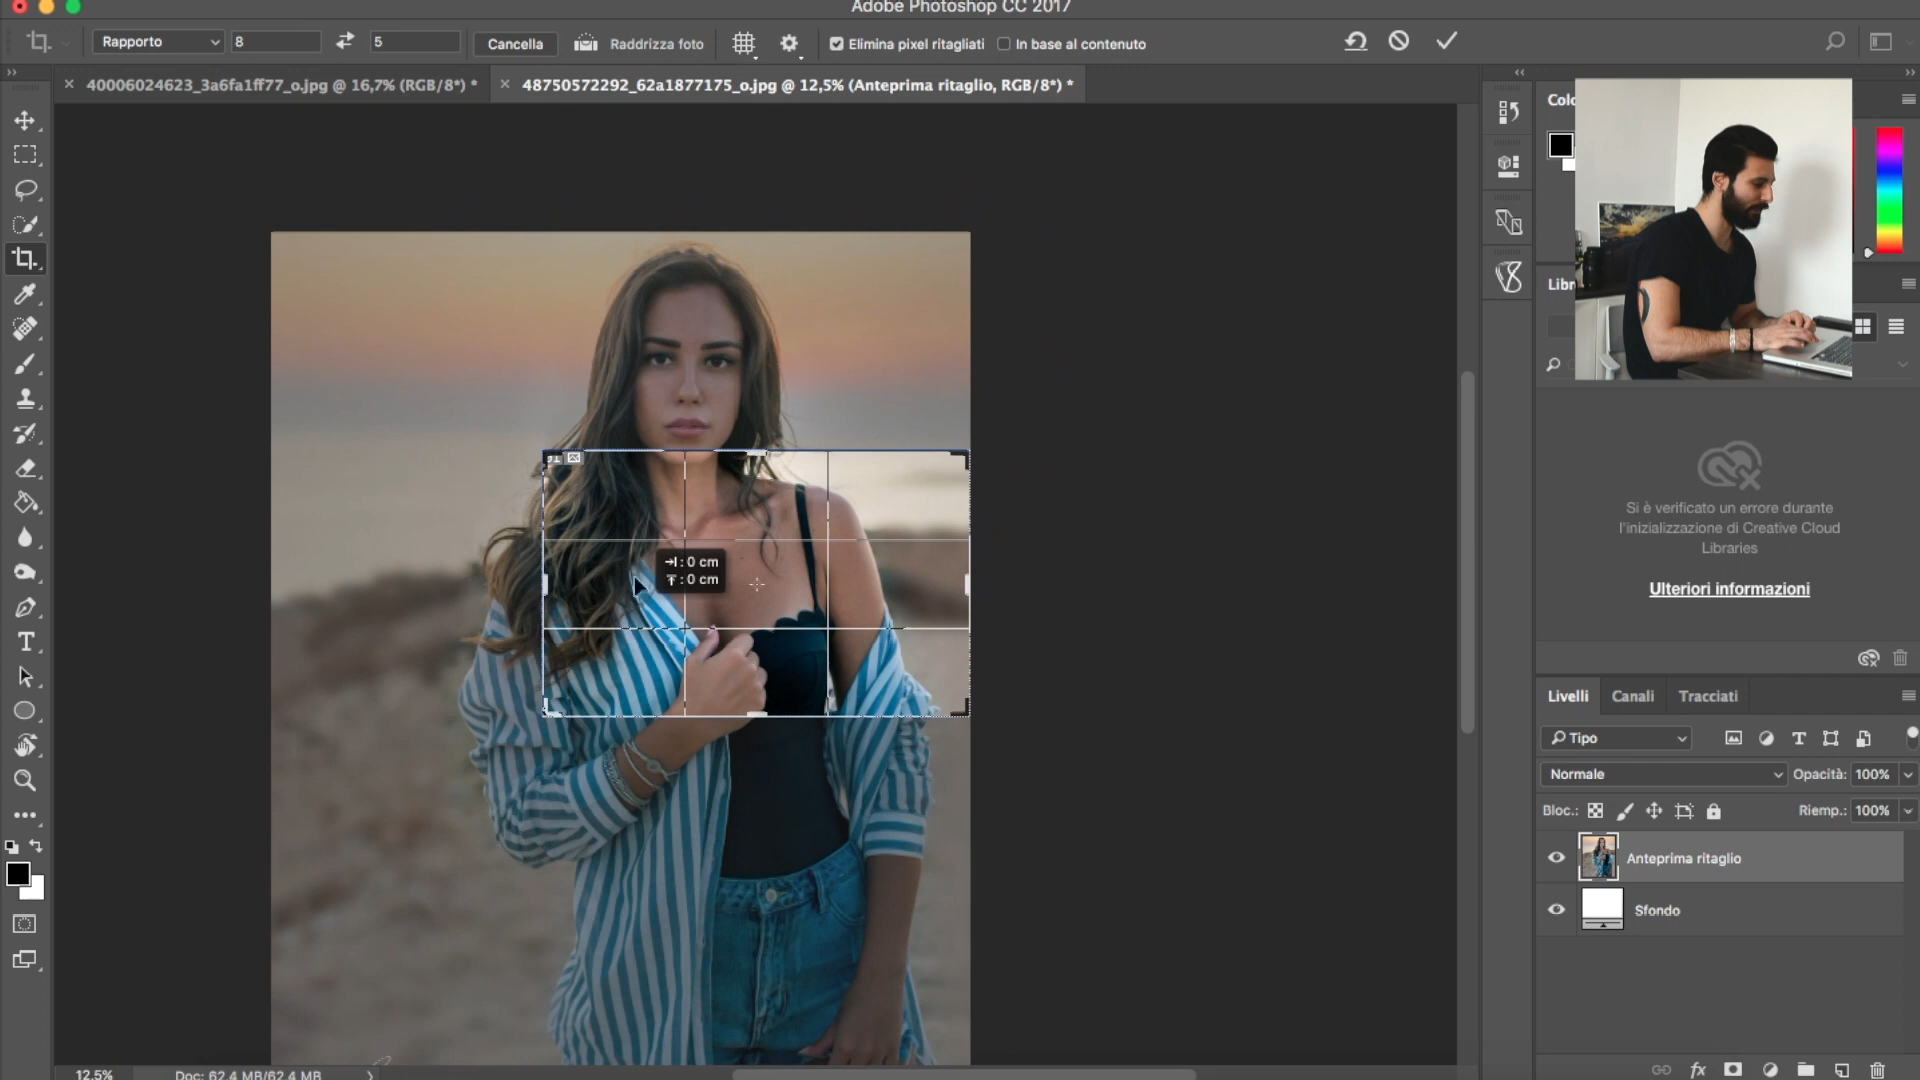 Adobe Photoshop CC 2017
Rapporto
8
5
Cancella
Raddrizza foto
Elimina pixel ritagliati
In base al contenuto
40006024623_3a6fa1ff77_o.jpg @ 16,7% (RGB/8*) *
48750572292_62a1877175_o.jpg @ 12,5% (Anteprima ritaglio, RGB/8*) *
: 0 cm
: 0 cm
Si è verificato un errore durante
l'inizializzazione di Creative Cloud
Libraries
Ulteriori informazioni
Livelli
Canali
Tracciati
Tipo
Normale
Opacità: 100%
Bloc.:
Riemp.: 100%
Anteprima ritaglio
Sfondo
12,5%
Doc: 62,4 MB/62,4 MB